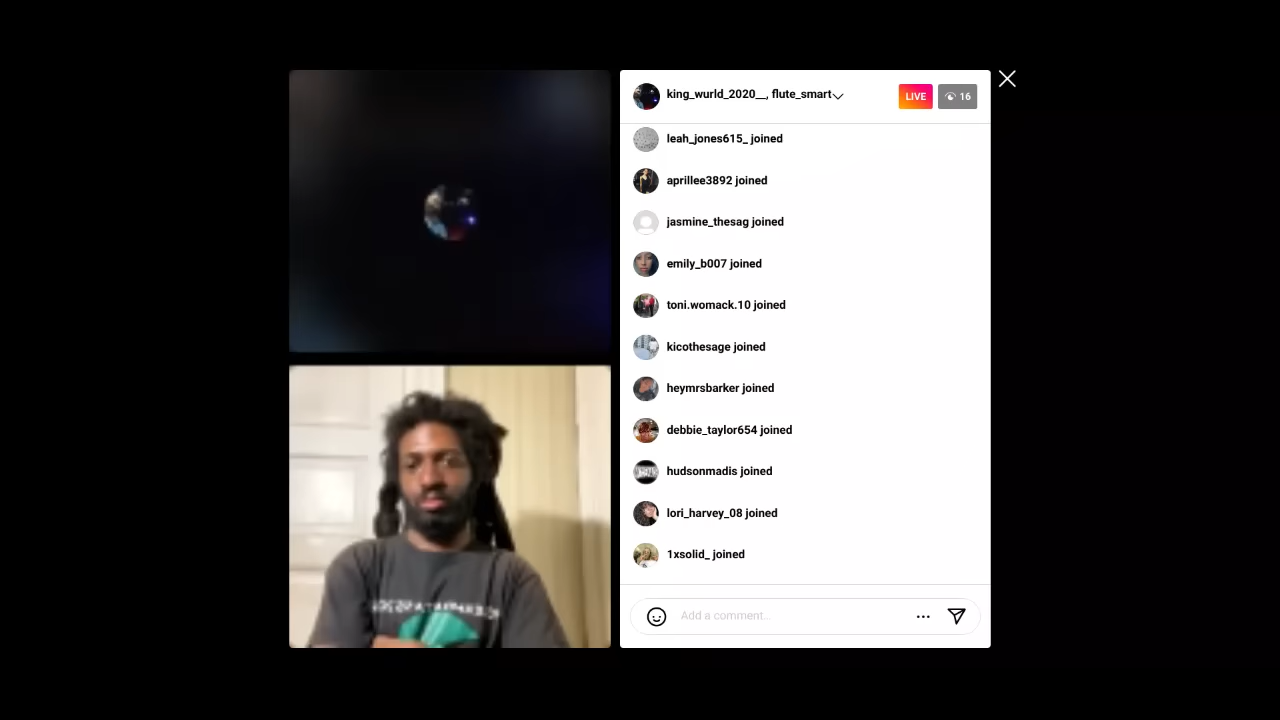 king_wurld_2020__, flute_smart
LIVE
16
leah_jones615_ joined
aprillee3892 joined
jasmine_thesag joined
emily_b007 joined
toni.womack.10 joined
kicothesage joined
heymrsbarker joined
debbie_taylor654 joined
hudsonmadis joined
lori_harvey_08 joined
1xsolid_ joined
Add a comment...